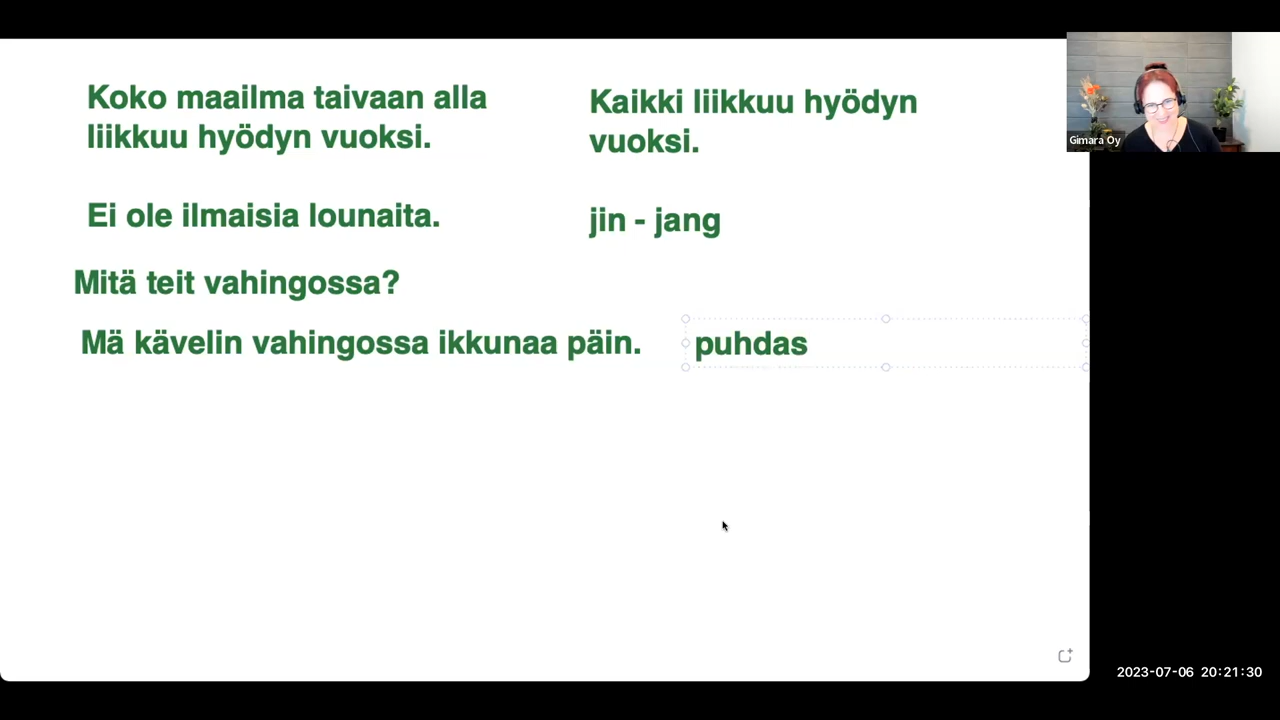 Koko maailma taivaan alla
liikkuu hyödyn vuoksi.
Kaikki liikkuu hyödyn
vuoksi.
Ei ole ilmaisia lounaita.
jin - jang
Mitä teit vahingossa?
Mä kävelin vahingossa ikkunaa päin.
puhdas
Gimara Oy
2023-07-06 20:21:30